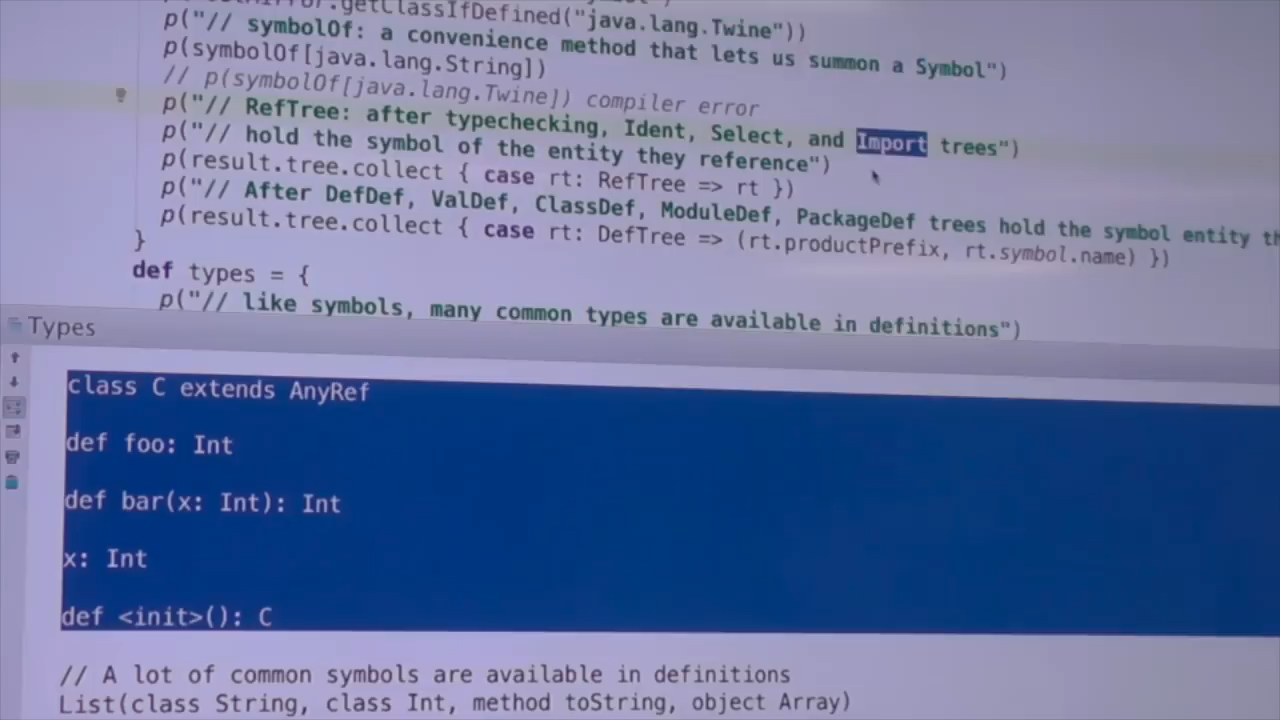 .getClassIfDefined("java.lang.Twine"))
p("// symbolOf: a convenience method that lets us summon a Symbol")
p(symbolOf[java.lang.String])
// p(symbolOf[java.lang.Twine]) compiler error
p("// RefTree: after typechecking, Ident, Select, and Import trees")
p("// hold the symbol of the entity they reference")
p(result.tree.collect { case rt: RefTree => rt })
p("// After DefDef, ValDef, ClassDef, ModuleDef, PackageDef trees hold the symbol entity
p(result.tree.collect { case rt: DefTree => (rt.productPrefix, rt.symbol.name) })
}
def types = {
p("// like symbols, many common types are available in definitions")
Types
class C extends AnyRef
def foo: Int
def bar(x: Int): Int
x: Int
def <init>(): C
// A lot of common symbols are available in definitions
List(class String, class Int, method toString, object Array)